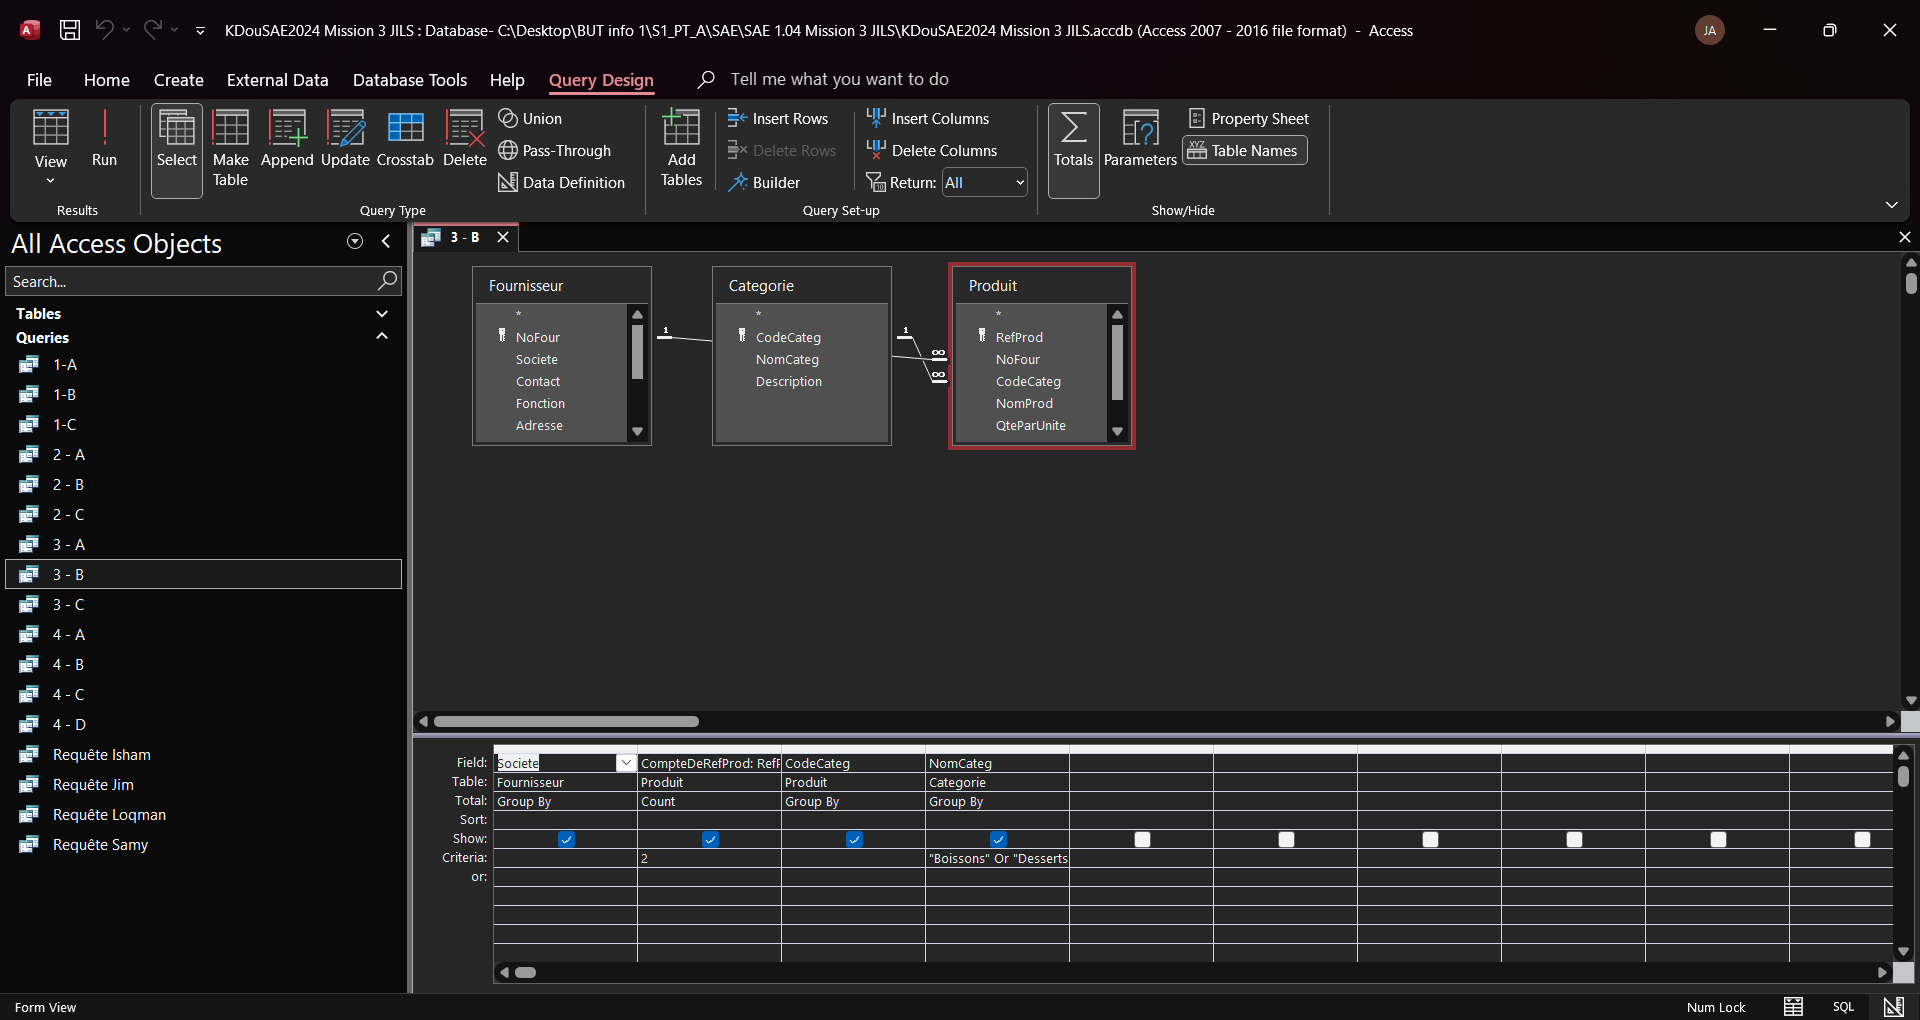 KDouSAE2024 Mission 3 JILS : Database- C:\Desktop\BUT info 1\S1_PT_A\SAE\SAE 1.04 Mission 3 JILS\KDouSAE2024 Mission 3 JILS.accdb (Access 2007 - 2016 file format) - Access
JA
File Home Create External Data Database Tools Help Query Design Tell me what you want to do
View Run
Results
Select Make Table Append Update Crosstab Delete
Union
Pass-Through
Data Definition
Query Type
Add Tables
Insert Rows
Delete Rows
Builder
Insert Columns
Delete Columns
Return: All
Query Set-up
Totals Parameters
Property Sheet
Table Names
Show/Hide
All Access Objects
Search...
Tables
Queries
1-A
1-B
1-C
2 - A
2 - B
2 - C
3 - A
3 - B
3 - C
4 - A
4 - B
4 - C
4 - D
Requête Isham
Requête Jim
Requête Loqman
Requête Samy
3 - B
Fournisseur
*
NoFour
Societe
Contact
Fonction
Adresse
1
Categorie
*
CodeCateg
NomCateg
Description
1
∞
∞
Produit
*
RefProd
NoFour
CodeCateg
NomProd
QteParUnite
Field: Societe CompteDeRefProd: RefP CodeCateg NomCateg
Table: Fournisseur Produit Produit Categorie
Total: Group By Count Group By Group By
Sort:
Show:
Criteria: 2 "Boissons" Or "Desserts
or:
Form View
Num Lock
SQL